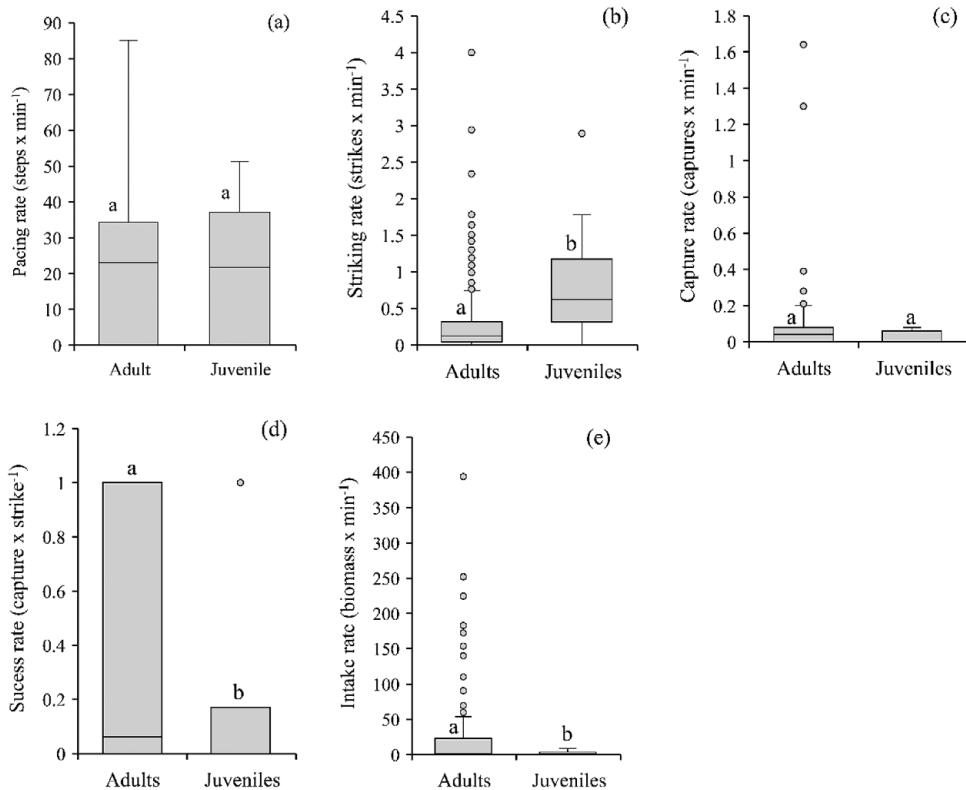 (a)
Pacing rate (steps x min⁻¹)
90
80
70
60
50
40
30
20
10
0
a
a
Adult Juvenile
(b)
Striking rate (strikes x min⁻¹)
4.5
4
3.5
3
2.5
2
1.5
1
0.5
0
a
b
Adults Juveniles
(c)
Capture rate (captures x min⁻¹)
1.8
1.6
1.4
1.2
1
0.8
0.6
0.4
0.2
0
a
a
Adults Juveniles
(d)
Sucess rate (capture x strike⁻¹)
1.2
1
0.8
0.6
0.4
0.2
0
a
b
Adults Juveniles
(e)
Intake rate (biomass x min⁻¹)
450
400
350
300
250
200
150
100
50
0
a
b
Adults Juveniles